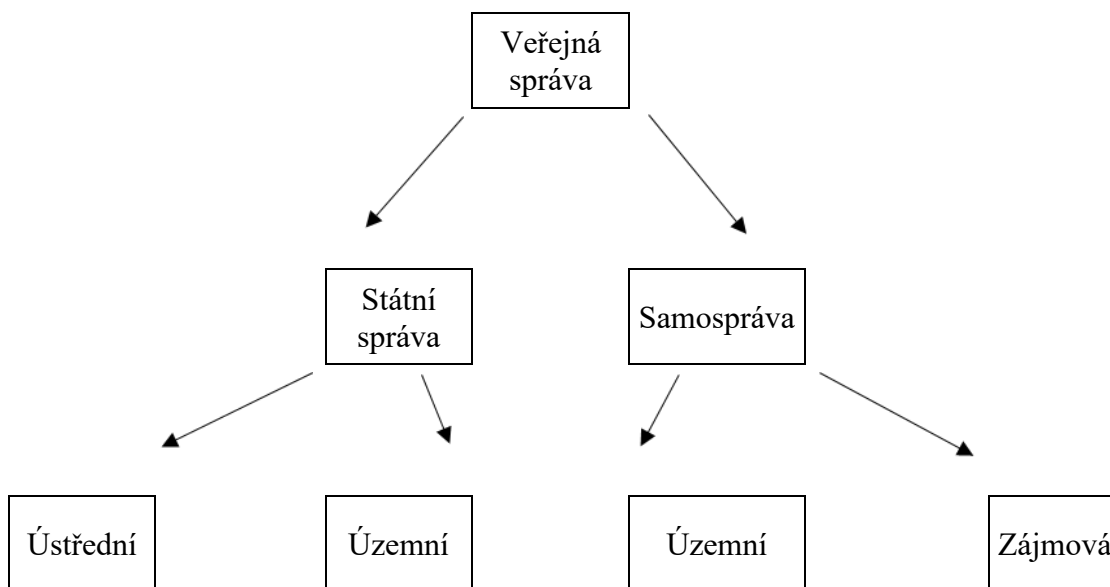 Veřejná
správa
Státní
správa
Samospráva
Ústřední
Územní
Územní
Zájmová